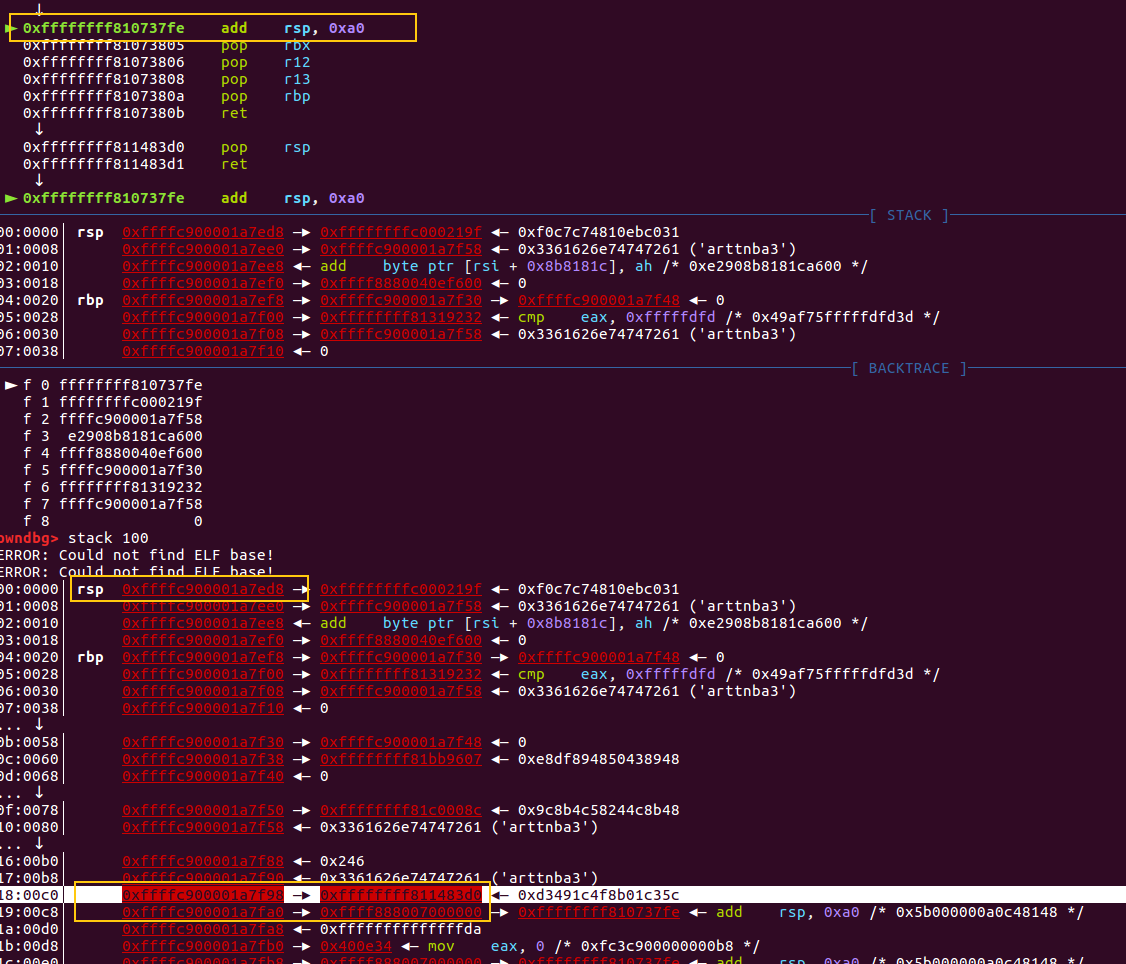 ↓
► 0xffffffff810737fe    add    rsp, 0xa0
0xffffffff81073805    pop    rbx
0xffffffff81073806    pop    r12
0xffffffff81073808    pop    r13
0xffffffff8107380a    pop    rbp
0xffffffff8107380b    ret
↓
0xffffffff811483d0    pop    rsp
0xffffffff811483d1    ret
↓
► 0xffffffff810737fe    add    rsp, 0xa0
[ STACK ]
00:0000│ rsp 0xffffc900001a7ed8 —▸ 0xffffffffc000219f ◂— 0xf0c7c74810ebc031
01:0008│ 0xffffc900001a7ee0 —▸ 0xffffc900001a7f58 ◂— 0x3361626e74747261 ('arttnba3')
02:0010│ 0xffffc900001a7ee8 ◂— add    byte ptr [rsi + 0x8b8181c], ah /* 0xe2908b8181ca600 */
03:0018│ 0xffffc900001a7ef0 —▸ 0xffff8880040ef600 ◂— 0
04:0020│ rbp 0xffffc900001a7ef8 —▸ 0xffffc900001a7f30 —▸ 0xffffc900001a7f48 ◂— 0
05:0028│ 0xffffc900001a7f00 —▸ 0xffffffff81319232 ◂— cmp    eax, 0xfffffdfd /* 0x49af75fffffdfd3d */
06:0030│ 0xffffc900001a7f08 —▸ 0xffffc900001a7f58 ◂— 0x3361626e74747261 ('arttnba3')
07:0038│ 0xffffc900001a7f10 ◂— 0
[ BACKTRACE ]
► f 0 ffffffff810737fe
f 1 ffffffffc000219f
f 2 ffffc900001a7f58
f 3  e2908b8181ca600
f 4 ffff8880040ef600
f 5 ffffc900001a7f30
f 6 ffffffff81319232
f 7 ffffc900001a7f58
f 8                0
pwndbg> stack 100
ERROR: Could not find ELF base!
ERROR: Could not find ELF base!
00:0000│ rsp 0xffffc900001a7ed8 —▸ 0xffffffffc000219f ◂— 0xf0c7c74810ebc031
01:0008│ 0xffffc900001a7ee0 —▸ 0xffffc900001a7f58 ◂— 0x3361626e74747261 ('arttnba3')
02:0010│ 0xffffc900001a7ee8 ◂— add    byte ptr [rsi + 0x8b8181c], ah /* 0xe2908b8181ca600 */
03:0018│ 0xffffc900001a7ef0 —▸ 0xffff8880040ef600 ◂— 0
04:0020│ rbp 0xffffc900001a7ef8 —▸ 0xffffc900001a7f30 —▸ 0xffffc900001a7f48 ◂— 0
05:0028│ 0xffffc900001a7f00 —▸ 0xffffffff81319232 ◂— cmp    eax, 0xfffffdfd /* 0x49af75fffffdfd3d */
06:0030│ 0xffffc900001a7f08 —▸ 0xffffc900001a7f58 ◂— 0x3361626e74747261 ('arttnba3')
07:0038│ 0xffffc900001a7f10 ◂— 0
... ↓
0b:0058│ 0xffffc900001a7f30 —▸ 0xffffc900001a7f48 ◂— 0
0c:0060│ 0xffffc900001a7f38 —▸ 0xffffffff81bb9607 ◂— 0xe8df894850438948
0d:0068│ 0xffffc900001a7f40 ◂— 0
... ↓
0f:0078│ 0xffffc900001a7f50 —▸ 0xffffffff81c0008c ◂— 0x9c8b4c58244c8b48
10:0080│ 0xffffc900001a7f58 ◂— 0x3361626e74747261 ('arttnba3')
... ↓
16:00b0│ 0xffffc900001a7f88 ◂— 0x246
17:00b8│ 0xffffc900001a7f90 ◂— 0x3361626e74747261 ('arttnba3')
18:00c0│ 0xffffc900001a7f98 —▸ 0xffffffff811483d0 ◂— 0xd3491c4f8b01c35c
19:00c8│ 0xffffc900001a7fa0 —▸ 0xffff888007000000 —▸ 0xffffffff810737fe ◂— add    rsp, 0xa0 /* 0x5b000000a0c48148 */
1a:00d0│ 0xffffc900001a7fa8 ◂— 0xffffffffffffffda
1b:00d8│ 0xffffc900001a7fb0 —▸ 0x400e34 ◂— mov    eax, 0 /* 0xfc3c900000000b8 */
1c:00e0│ 0xffffc900001a7fb8 —▸ 0xffff888007000000 —▸ 0xffffffff810737fe ◂— add    rsp, 0xa0 /* 0x5b000000a0c48148 */